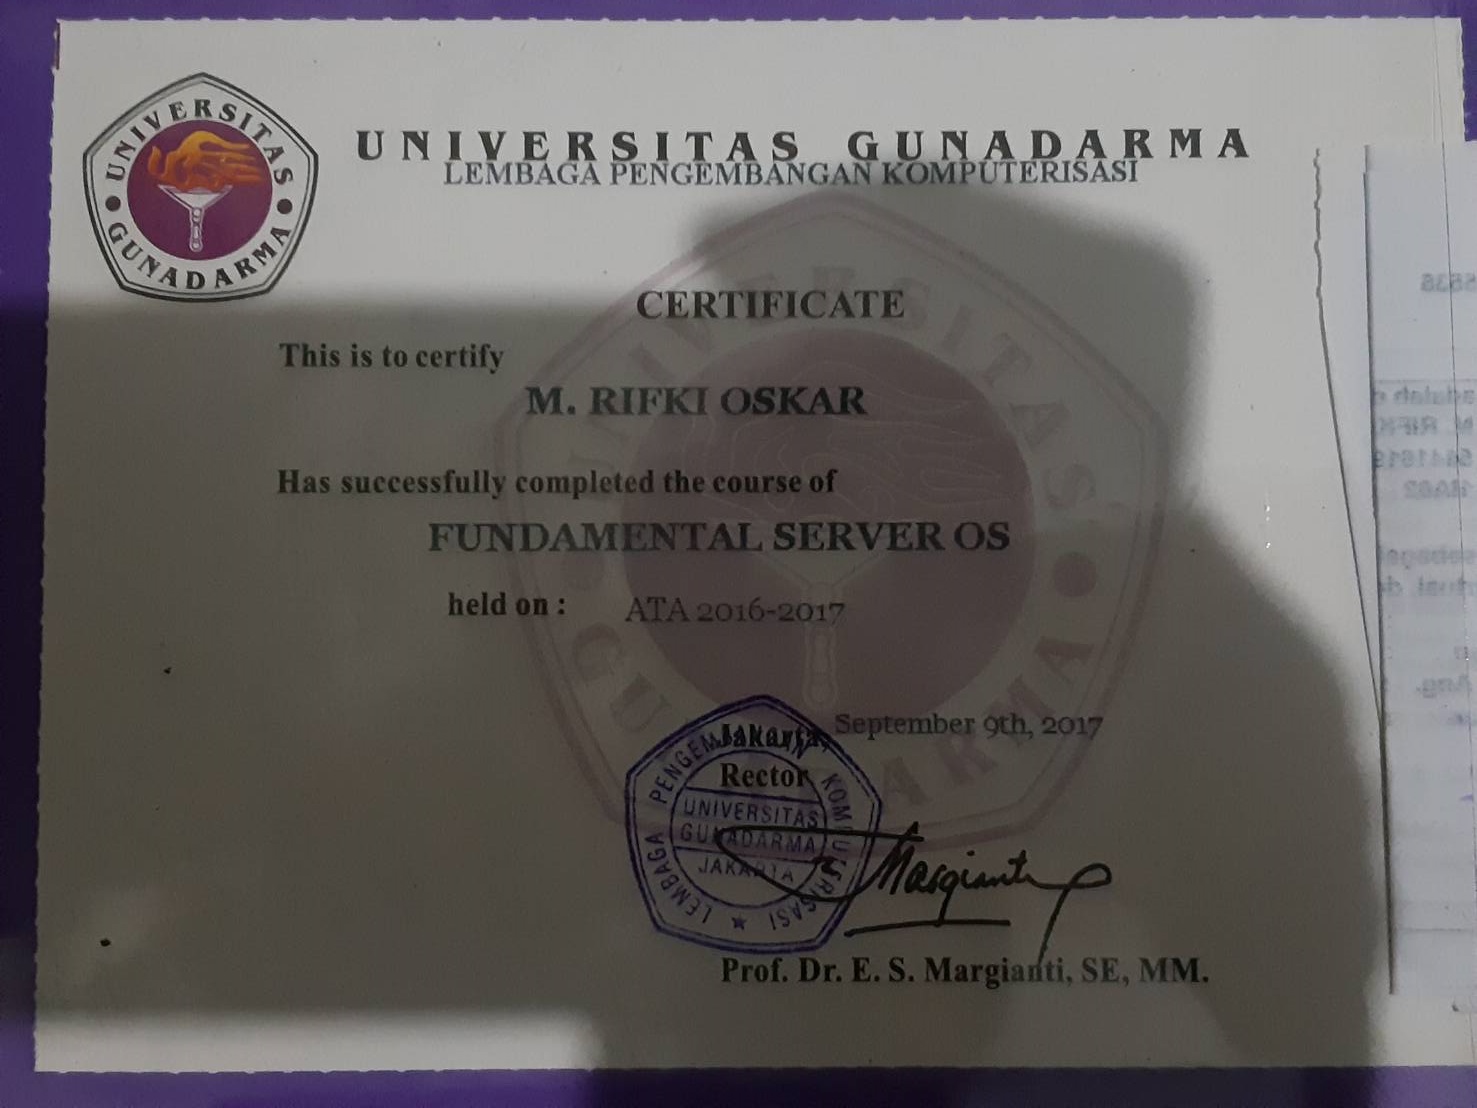 UNIVERSITAS GUNADARMA
UNIVERSITAS GUNADARMA
LEMBAGA PENGEMBANGAN KOMPUTERISASI
CERTIFICATE
This is to certify
M. RIFKI OSKAR
Has successfully completed the course of
FUNDAMENTAL SERVER OS
held on : ATA 2016-2017
UNIVERSITAS GUNADARMA
Jakarta, September 9th, 2017
Rector
LEMBAGA PENGEMBANGAN KOMPUTERISASI
UNIVERSITAS
GUNADARMA
JAKARTA
Margianti
Prof. Dr. E. S. Margianti, SE, MM.